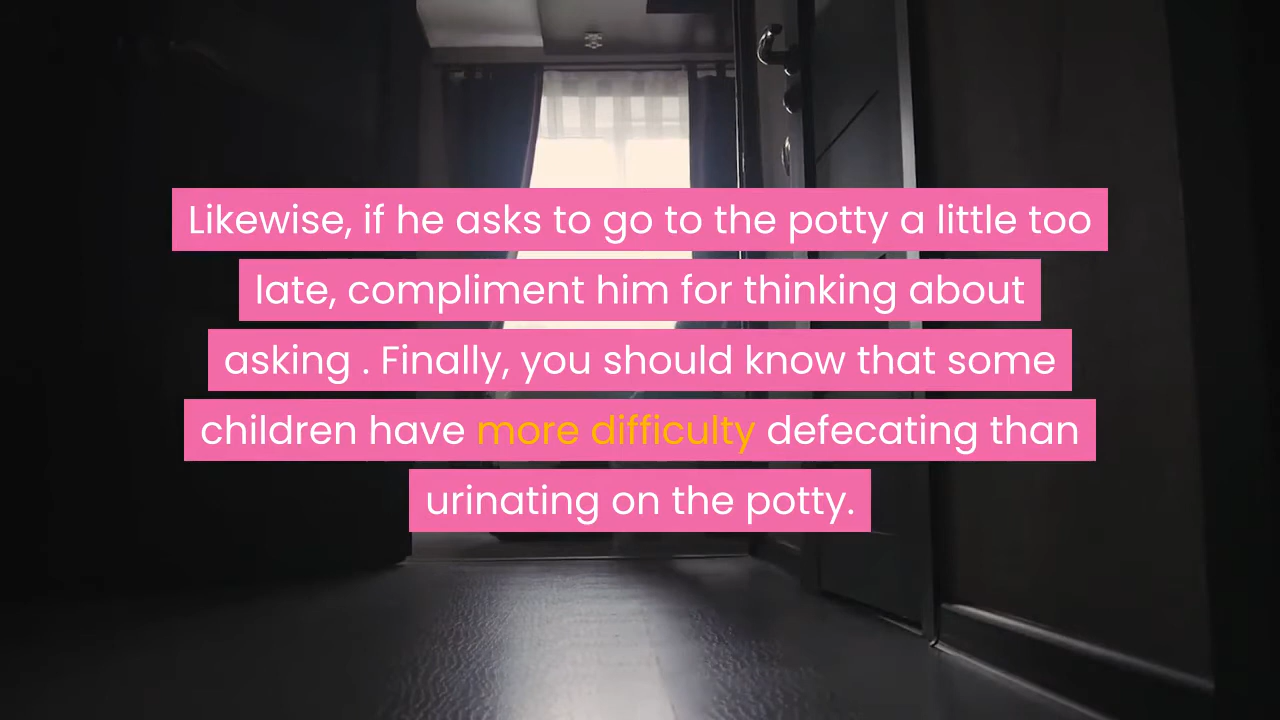 Likewise, if he asks to go to the potty a little too
late, compliment him for thinking about
asking . Finally, you should know that some
children have more difficulty defecating than
urinating on the potty.